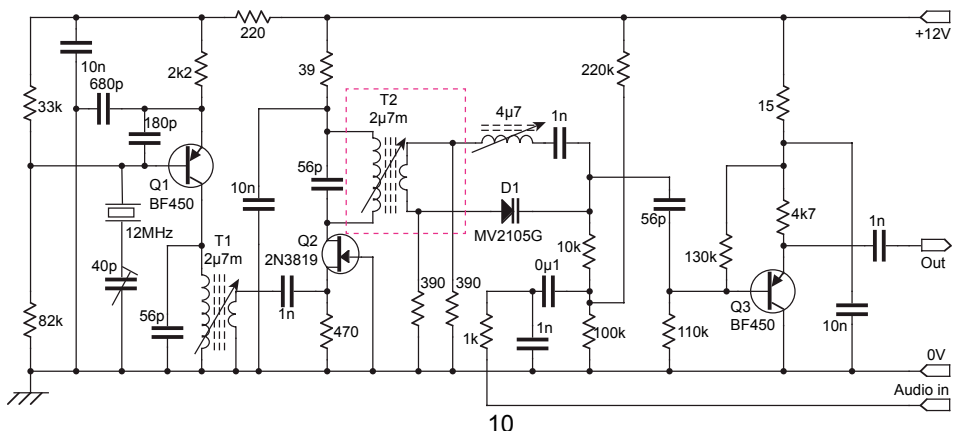 220
+12V
10n
2k2
39
220k
680p
T2
2µ7m
4µ7
1n
15
33k
180p
56p
D1
MV2105G
56p
4k7
1n
Q1
BF450
10n
10k
130k
Out
12MHz
T1
2µ7m
Q2
2N3819
0µ1
Q3
BF450
40p
390
390
10n
82k
56p
1n
470
1k
1n
100k
110k
0V
Audio in
10